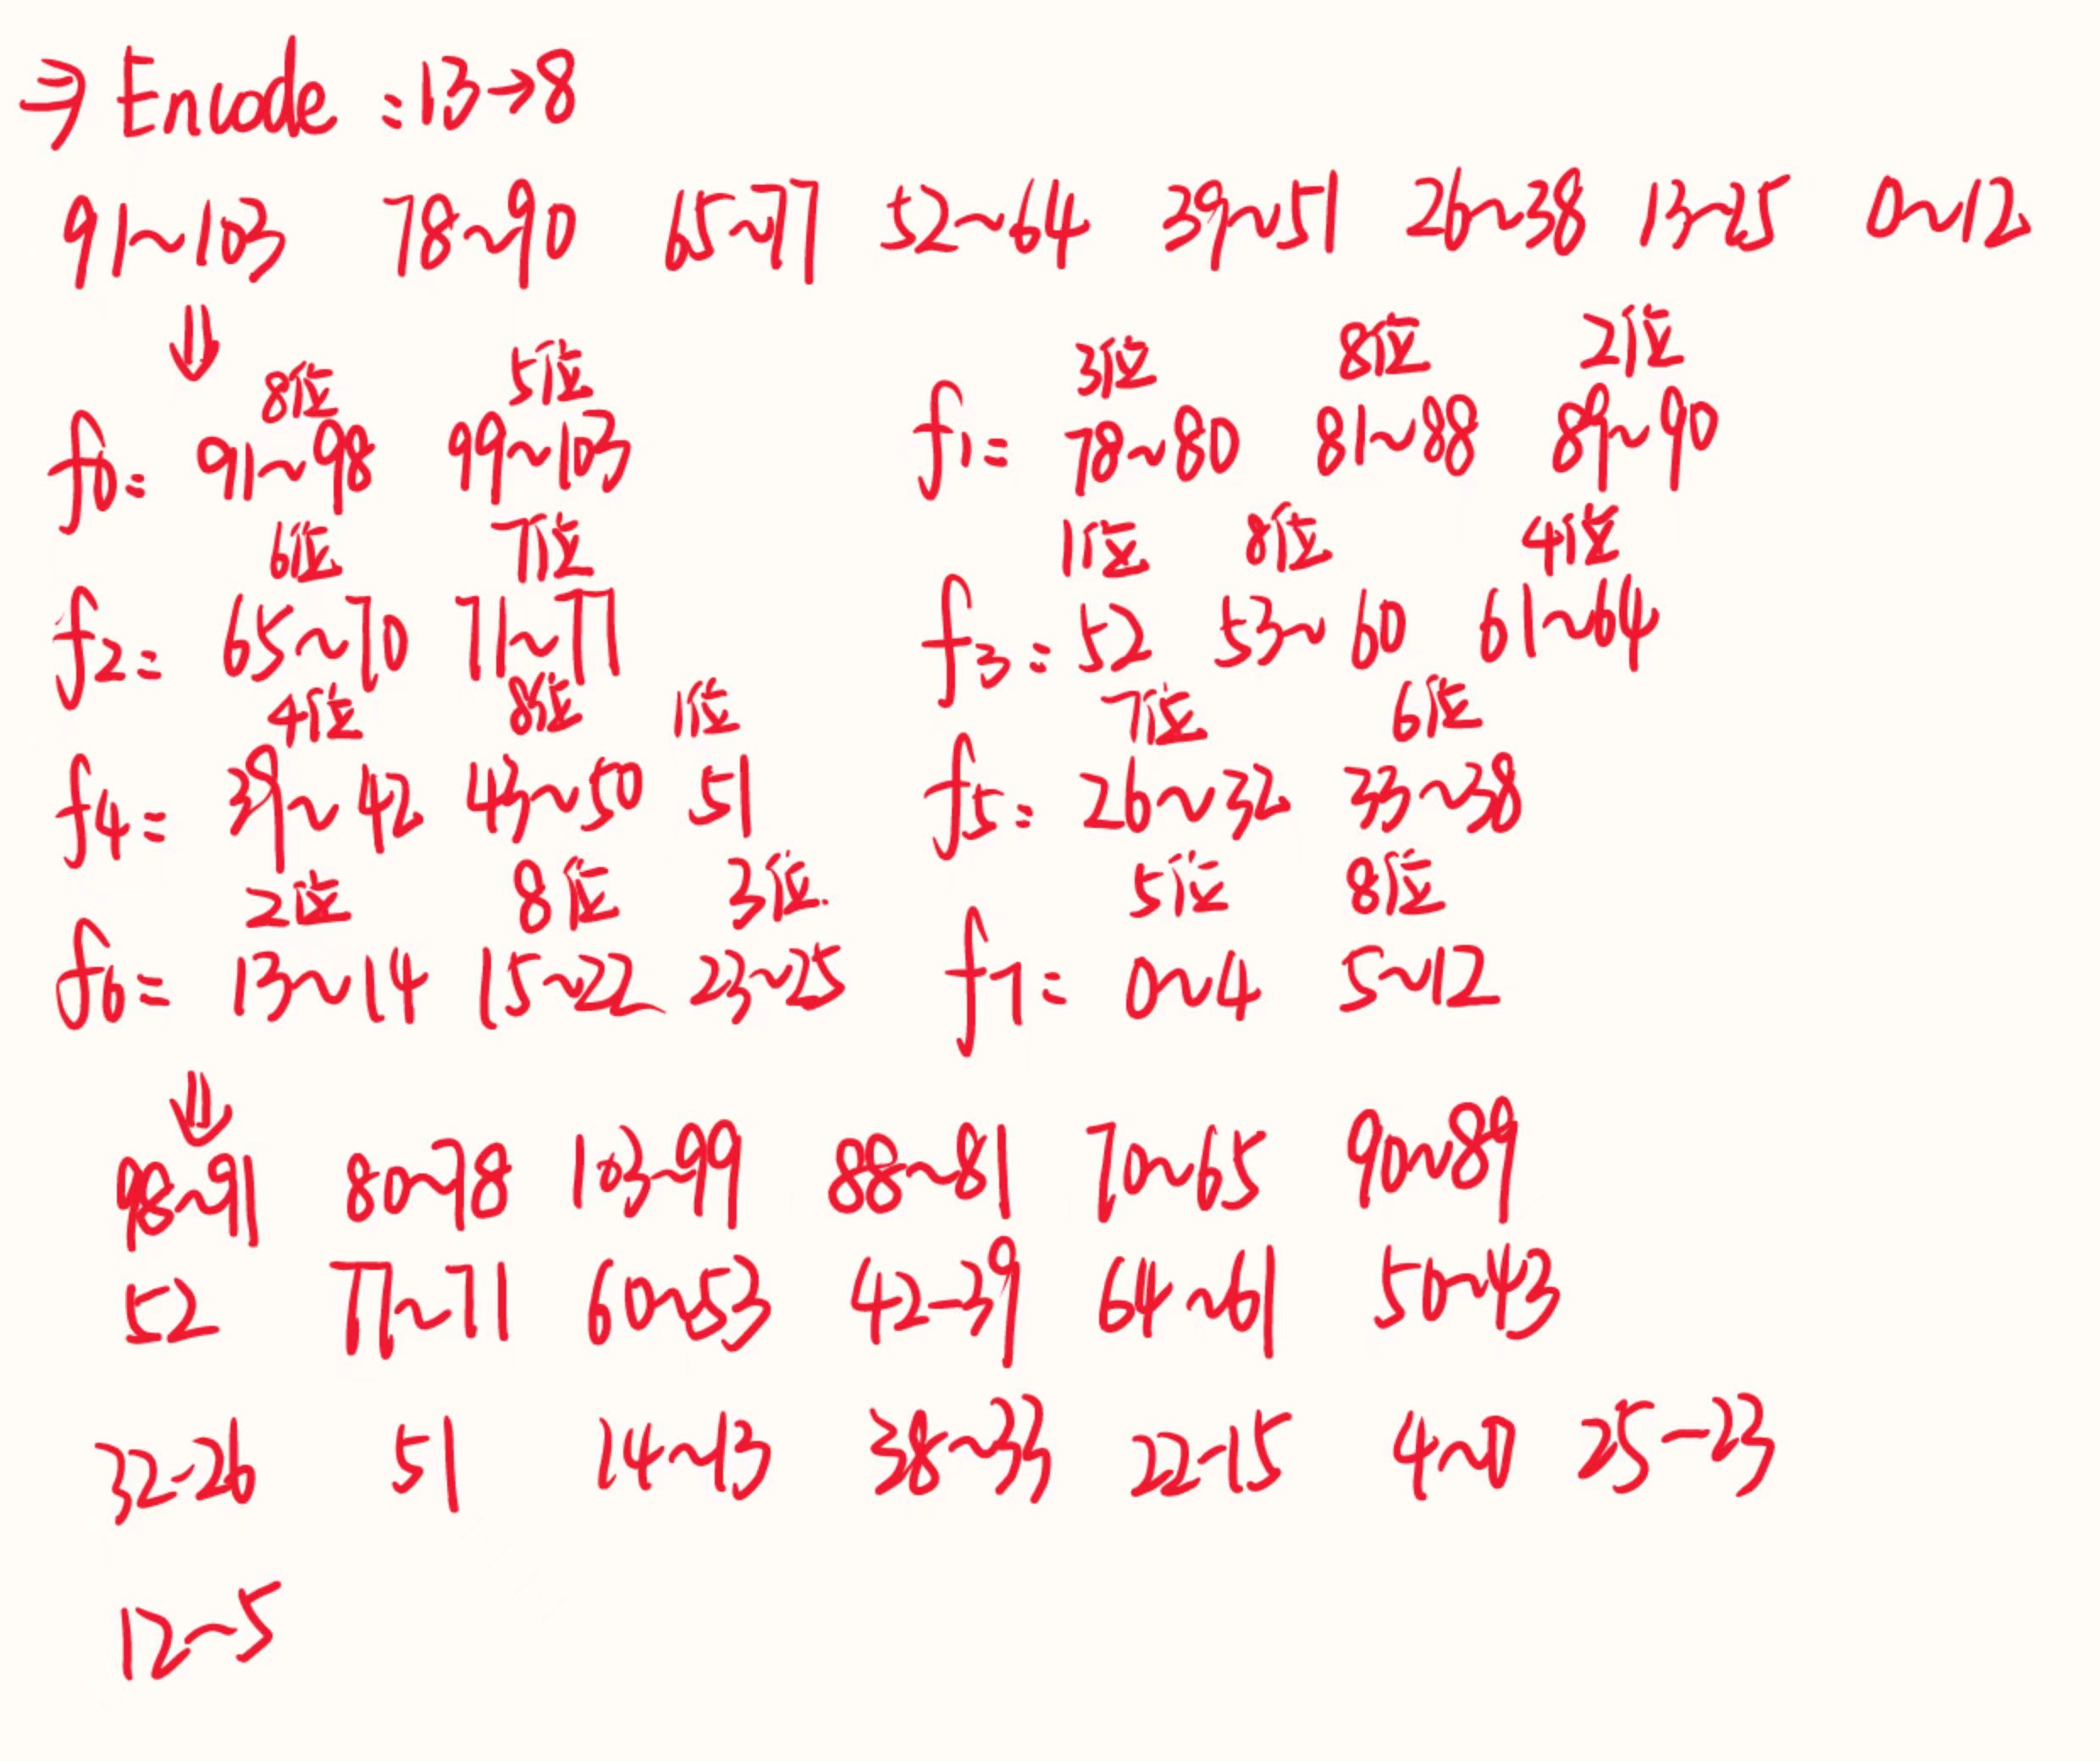 ⇒ Encode : 13→8
91~103 78~90 65~77 52~64 39~51 26~38 13~25 0~12
⇓
8位 5位 3位 8位 2位
f0= 91~98 99~103 f1= 78~80 81~88 89~90
6位 7位 1位 8位 4位
f2= 65~70 71~77 f3= 52 53~60 61~64
4位 8位 1位 7位 6位
f4= 39~42 43~50 51 f5= 26~32 33~38
2位 8位 3位. 5位 8位
f6= 13~14 15~22 23~25 f7= 0~4 5~12
⇓
98~91 80~78 103~99 88~81 70~65 90~89
52 77~71 60~53 42-39 64~61 50~43
32-26 51 14~13 38~33 22-15 4~0 25-23
12~5